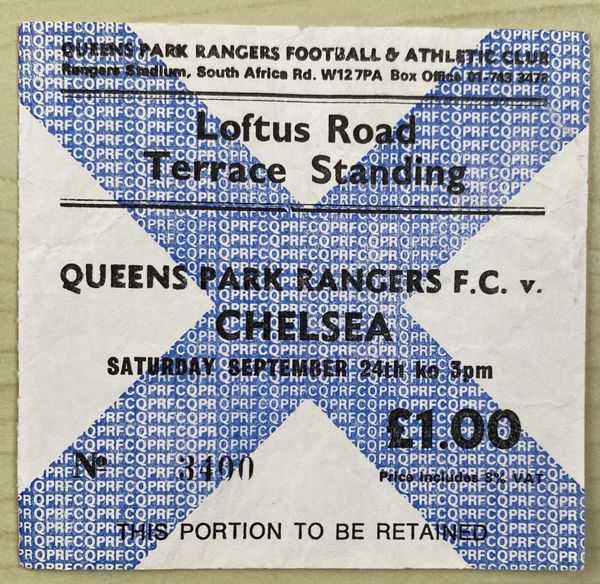 QUEENS PARK RANGERS FOOTBALL & ATHLETIC CLUB
Rangers Stadium, South Africa Rd. W12 7PA Box Office 01-743 3478
Loftus Road
Terrace Standing
QUEENS PARK RANGERS F.C. v.
CHELSEA
SATURDAY SEPTEMBER 24th ko 3pm
£1.00
Nº 3400
Price includes 8% VAT
THIS PORTION TO BE RETAINED